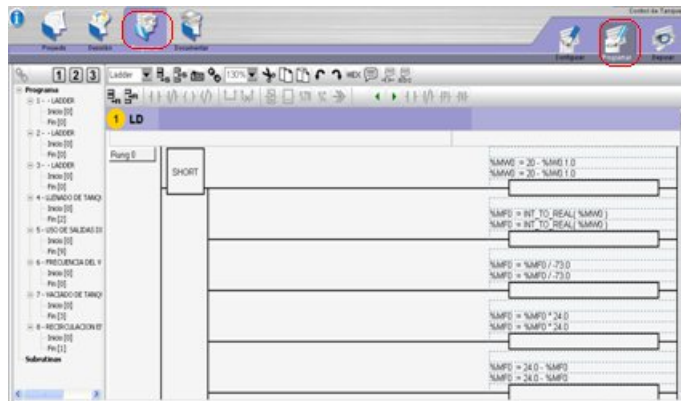 Control de Tanque
Proyecto
Documentar
Configurar
Programar
Depurar
1 2 3
Ladder
130%
HEX
Programa
1 - - LADDER
Inicio [0]
Fin [0]
2 - - LADDER
Inicio [0]
Fin [0]
3 - - LADDER
Inicio [0]
Fin [0]
4 - LLENADO DE TANQ
Inicio [0]
Fin [2]
5 - USO DE SALIDAS DI
Inicio [0]
Fin [9]
6 - FRECUENCIA DEL V
Inicio [0]
Fin [0]
7 - VACIADO DE TANQ
Inicio [0]
Fin [3]
8 - RECIRCULACION
Inicio [0]
Fin [1]
Subrutinas
1 LD
Rung 0
SHORT
%MW0 := 20 - %IW0.1.0
%MW0 := 20 - %IW0.1.0
%MF0 := INT_TO_REAL( %MW0 )
%MF0 := INT_TO_REAL( %MW0 )
%MF0 := %MF0 / -73.0
%MF0 := %MF0 / -73.0
%MF0 := %MF0 * 24.0
%MF0 := %MF0 * 24.0
%MF0 := 24.0 - %MF0
%MF0 := 24.0 - %MF0